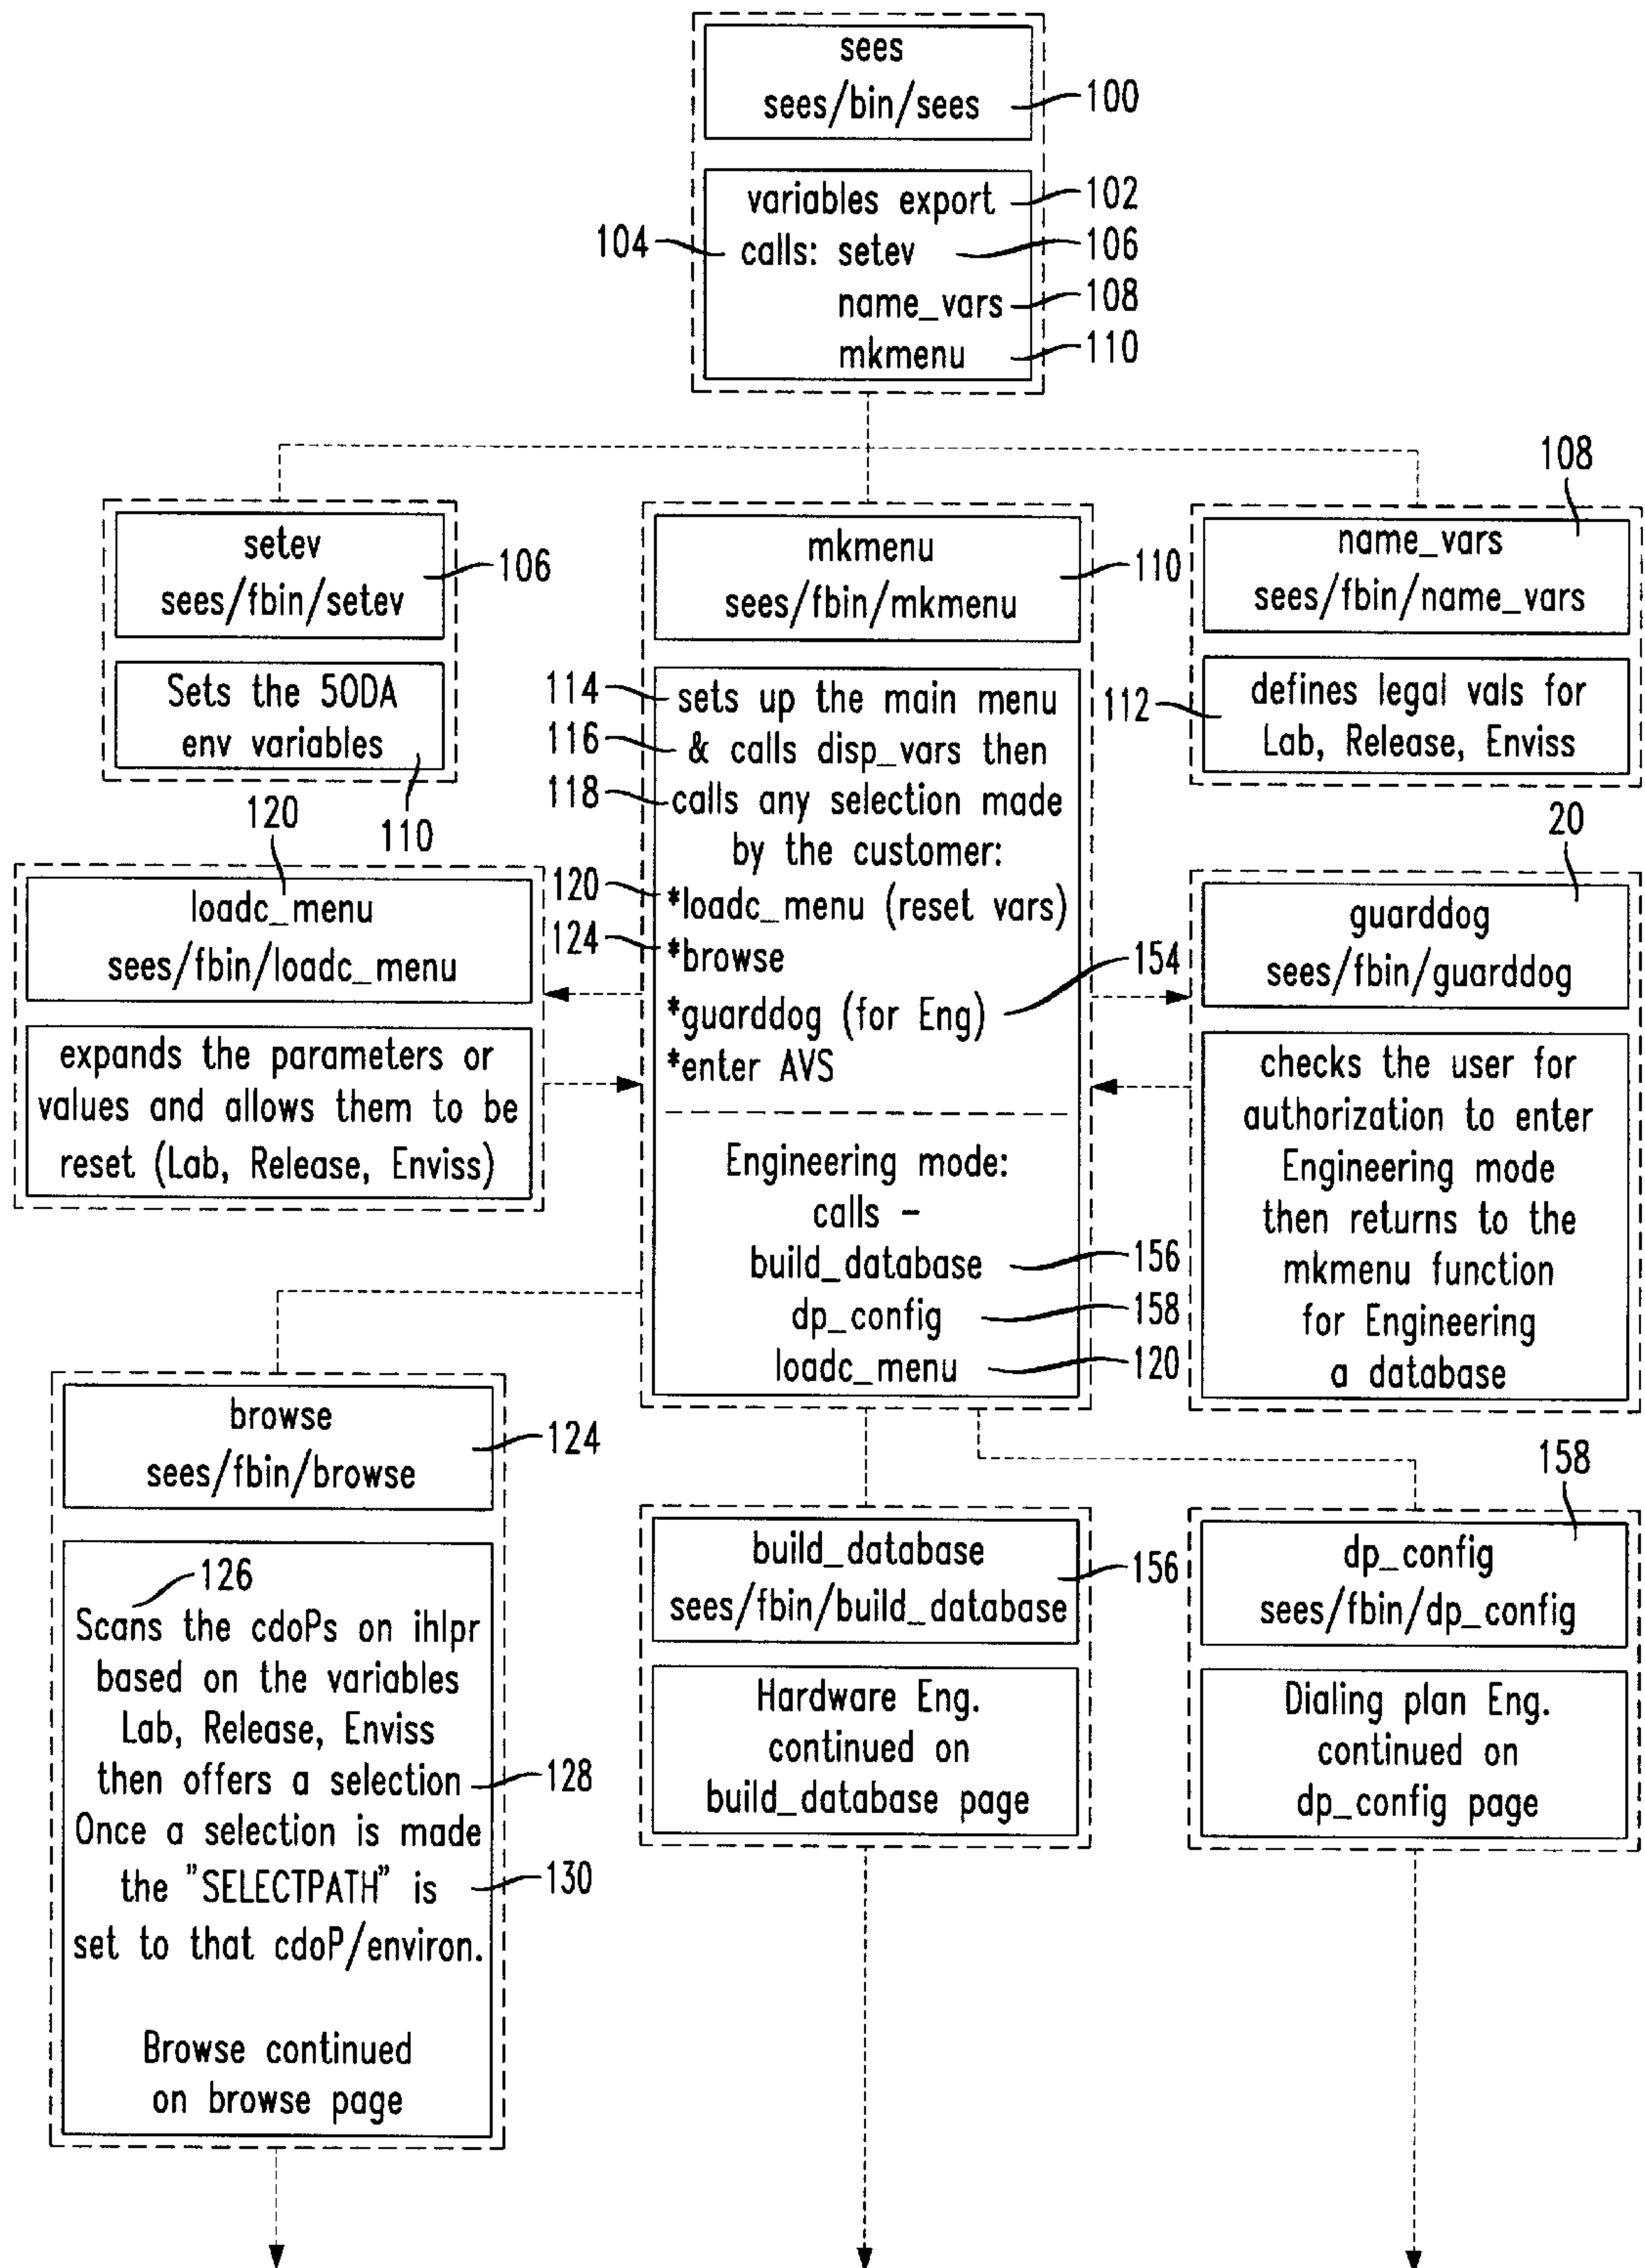 sees
sees/bin/sees
100
variables export
102
104
calls: setev
106
name_vars
108
mkmenu
110
setev
sees/fbin/setev
106
Sets the 5ODA
env variables
110
mkmenu
sees/fbin/mkmenu
110
108
name_vars
sees/fbin/name_vars
112
defines legal vals for
Lab, Release, Enviss
114
sets up the main menu
116
& calls disp_vars then
118
calls any selection made
by the customer:
120
*loadc_menu (reset vars)
124
*browse
154
*guarddog (for Eng)
*enter AVS
Engineering mode:
calls –
build_database
156
dp_config
158
loadc_menu
120
120
loadc_menu
sees/fbin/loadc_menu
expands the parameters or
values and allows them to be
reset (Lab, Release, Enviss)
20
guarddog
sees/fbin/guarddog
checks the user for
authorization to enter
Engineering mode
then returns to the
mkmenu function
for Engineering
a database
browse
sees/fbin/browse
124
126
Scans the cdoPs on ihlpr
based on the variables
Lab, Release, Enviss
then offers a selection
128
Once a selection is made
the "SELECTPATH" is
130
set to that cdoP/environ.
Browse continued
on browse page
build_database
sees/fbin/build_database
156
Hardware Eng.
continued on
build_database page
158
dp_config
sees/fbin/dp_config
Dialing plan Eng.
continued on
dp_config page